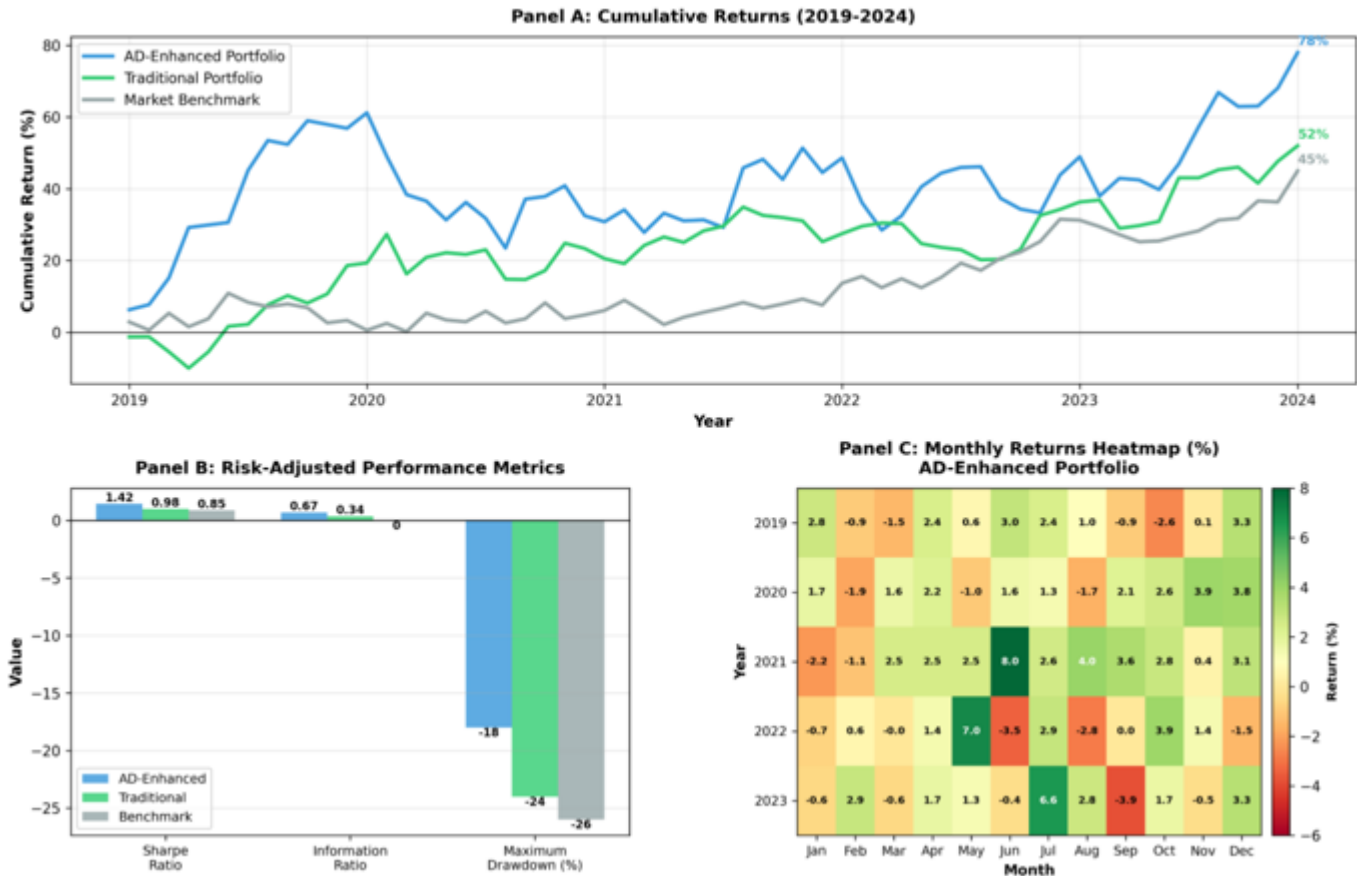 Panel A: Cumulative Returns (2019-2024)
AD-Enhanced Portfolio
Traditional Portfolio
Market Benchmark
78%
52%
45%
Cumulative Return (%)
80
60
40
20
0
2019 2020 2021 2022 2023 2024
Year
Panel B: Risk-Adjusted Performance Metrics
1.42 0.98 0.85 0.67 0.34 0
-18
-24
-26
Value
0
−5
−10
−15
−20
−25
AD-Enhanced
Traditional
Benchmark
Sharpe Information Maximum
Ratio Ratio Drawdown (%)
Panel C: Monthly Returns Heatmap (%)
AD-Enhanced Portfolio
2019 2.8 -0.9 -1.5 2.4 0.6 3.0 2.4 1.0 -0.9 -2.6 0.1 3.3
2020 1.7 -1.9 1.6 2.2 -1.0 1.6 1.3 -1.7 2.1 2.6 3.9 3.8
2021 -2.2 -1.1 2.5 2.5 2.5 8.0 2.6 4.0 3.6 2.8 0.4 3.1
2022 -0.7 0.6 -0.0 1.4 7.0 -3.5 2.9 -2.8 0.0 3.9 1.4 -1.5
2023 -0.6 2.9 -0.6 1.7 1.3 -0.4 6.6 2.8 -3.9 1.7 -0.5 3.3
Jan Feb Mar Apr May Jun Jul Aug Sep Oct Nov Dec
Month
Year
8
6
4
2
0
−2
−4
−6
Return (%)